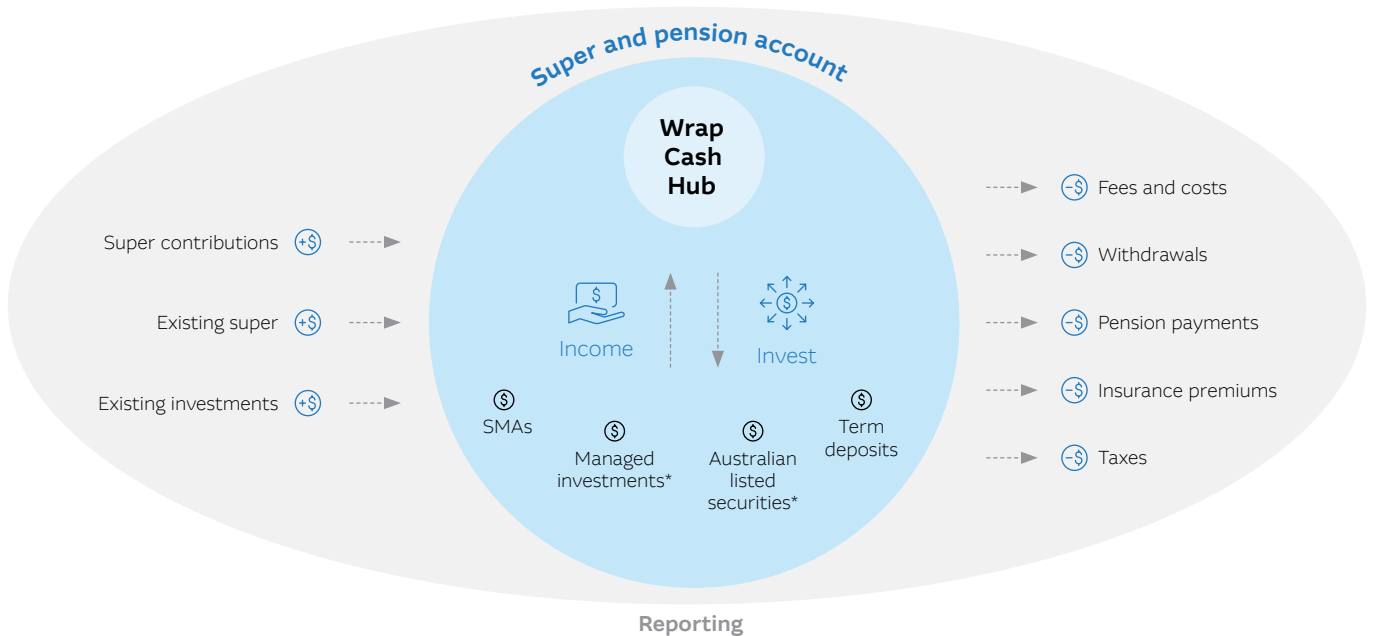 Super and pension account
Wrap
Cash
Hub
Super contributions +$
Existing super +$
Existing investments +$
$
Income
$
Invest
$
SMAs
$
Managed
investments*
$
Australian
listed
securities*
$
Term
deposits
-$ Fees and costs
-$ Withdrawals
-$ Pension payments
-$ Insurance premiums
-$ Taxes
Reporting